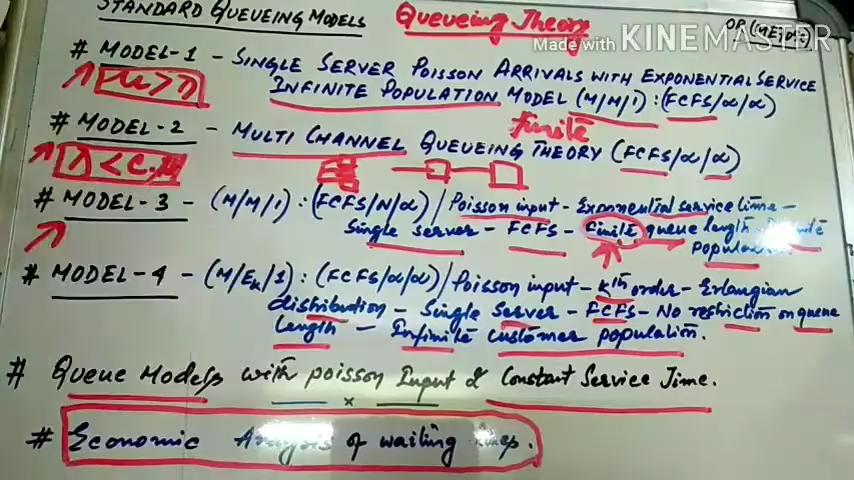 STANDARD QUEUEING MODELS
Queueing Theory
OR (ME / DSE)
Made with KINEMASTER
# MODEL-1 - SINGLE SERVER POISSON ARRIVALS WITH EXPONENTIAL SERVICE
μ > λ
INFINITE POPULATION MODEL (M/M/1) : (FCFS/∝/∝)
finite
# MODEL-2 - MULTI CHANNEL QUEUEING THEORY (FCFS/∝/∝)
λ < C.μ
# MODEL-3 - (M/M/1) : (FCFS/N/∝) / Poisson input - Exponential service time -
Single server - FCFS - Finite queue length -
population
# MODEL-4 - (M/Ek/1) : (FCFS/∝/∝) / Poisson input - kth order - Erlangian
distribution - Single Server - FCFS - No restriction on queue
length - Infinite customer population.
# Queue Models with poisson Input & Constant Service Time.
x
# Economic Analysis of waiting lines.